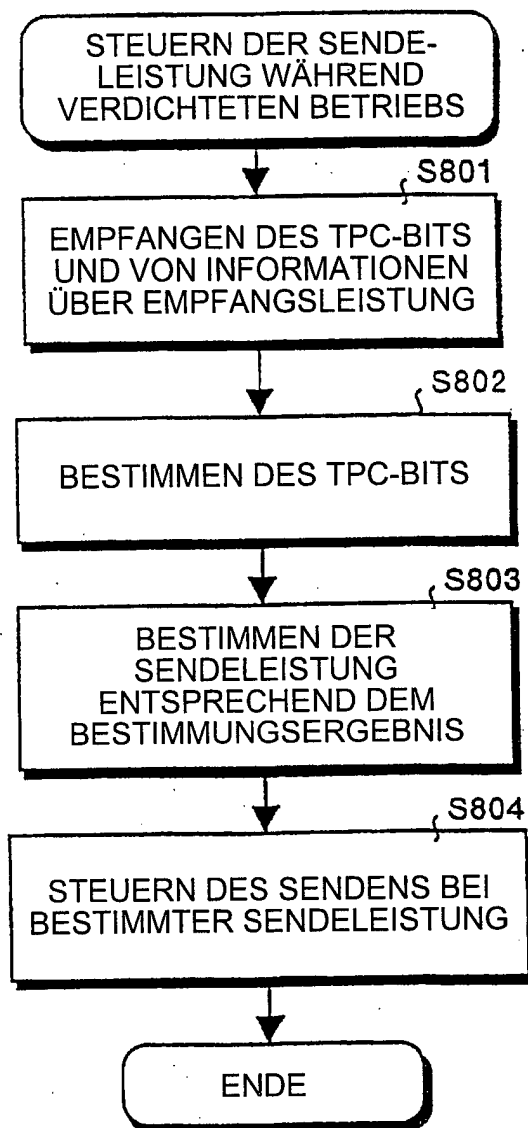 STEUERN DER SENDE-
LEISTUNG WÄHREND
VERDICHTETEN BETRIEBS
S801
EMPFANGEN DES TPC-BITS
UND VON INFORMATIONEN
ÜBER EMPFANGSLEISTUNG
S802
BESTIMMEN DES TPC-BITS
S803
BESTIMMEN DER
SENDELEISTUNG
ENTSPRECHEND DEM
BESTIMMUNGSERGEBNIS
S804
STEUERN DES SENDENS BEI
BESTIMMTER SENDELEISTUNG
ENDE